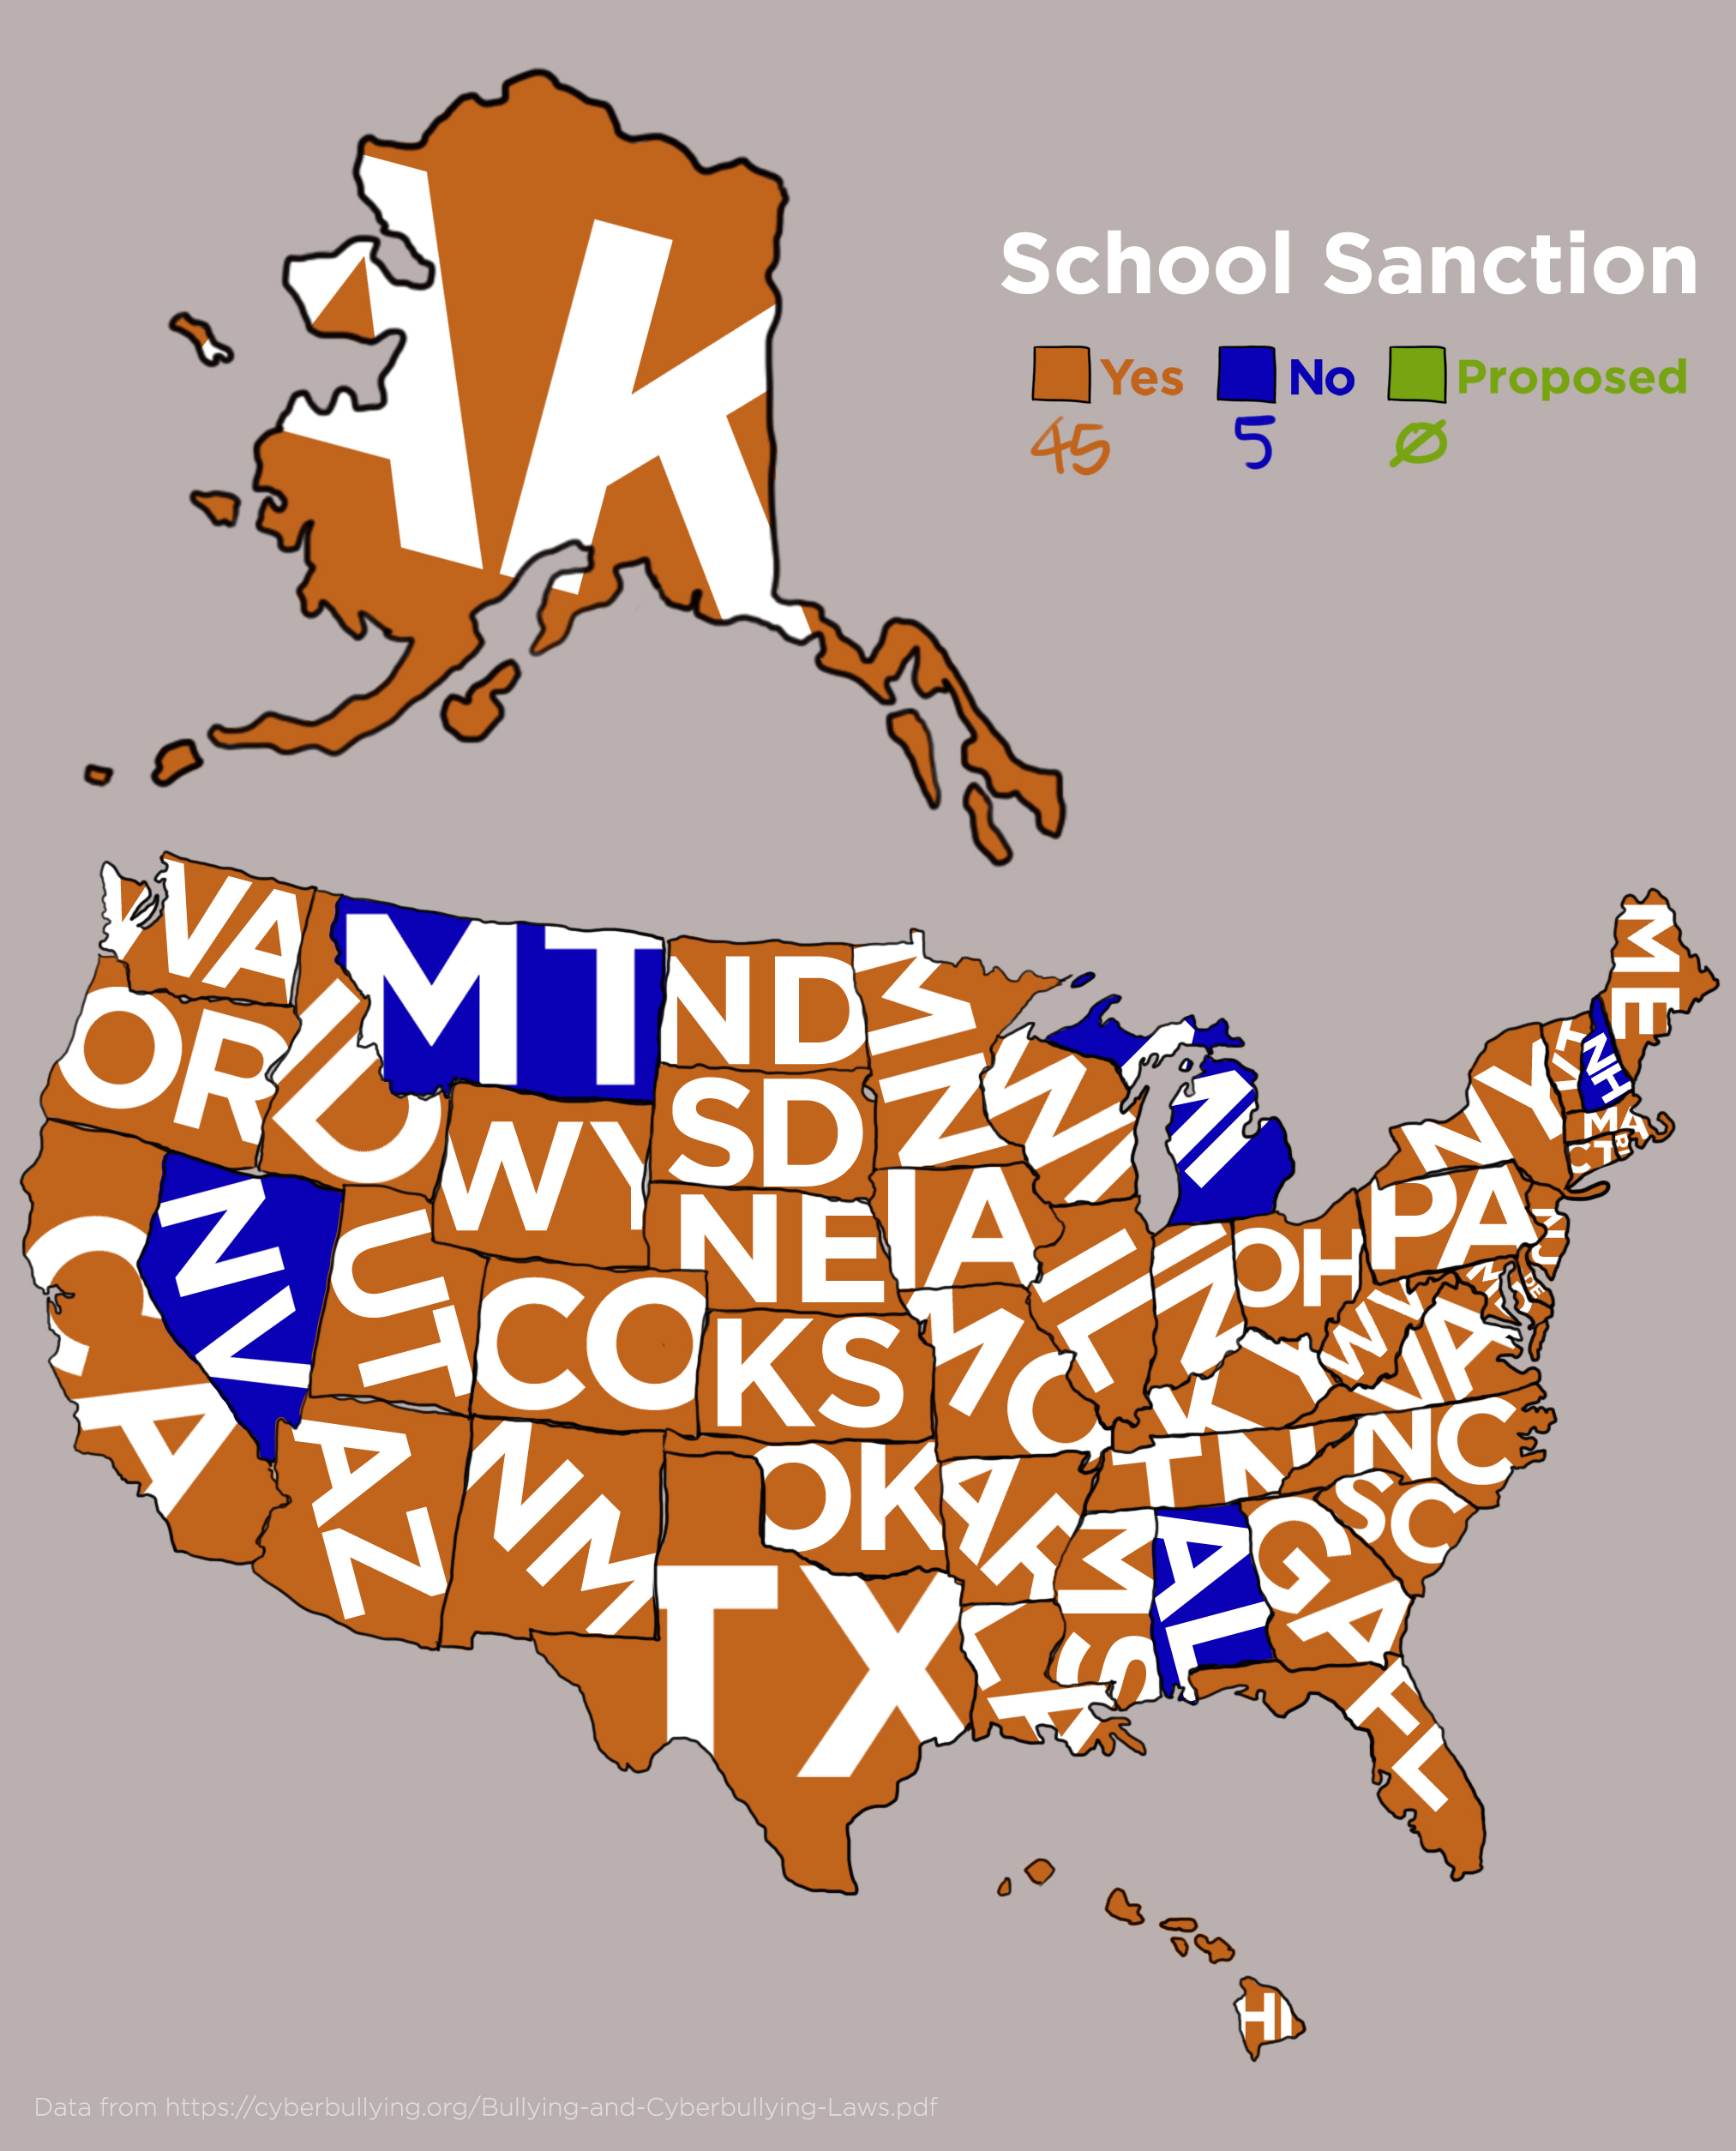 AK
School Sanction
Yes No Proposed
45 5 Ø
WA
MT
ND
MN
ME
OR
ID
SD
WI
MI
VT
NH
NY
MA
RI
CT
WY
NV
UT
NE
IA
PA
NJ
CA
CO
KS
MO
IL
IN
OH
MD
DE
WV
VA
KY
AZ
NM
OK
AR
TN
NC
SC
TX
LA
MS
AL
GA
FL
HI
Data from https://cyberbullying.org/Bullying-and-Cyberbullying-Laws.pdf